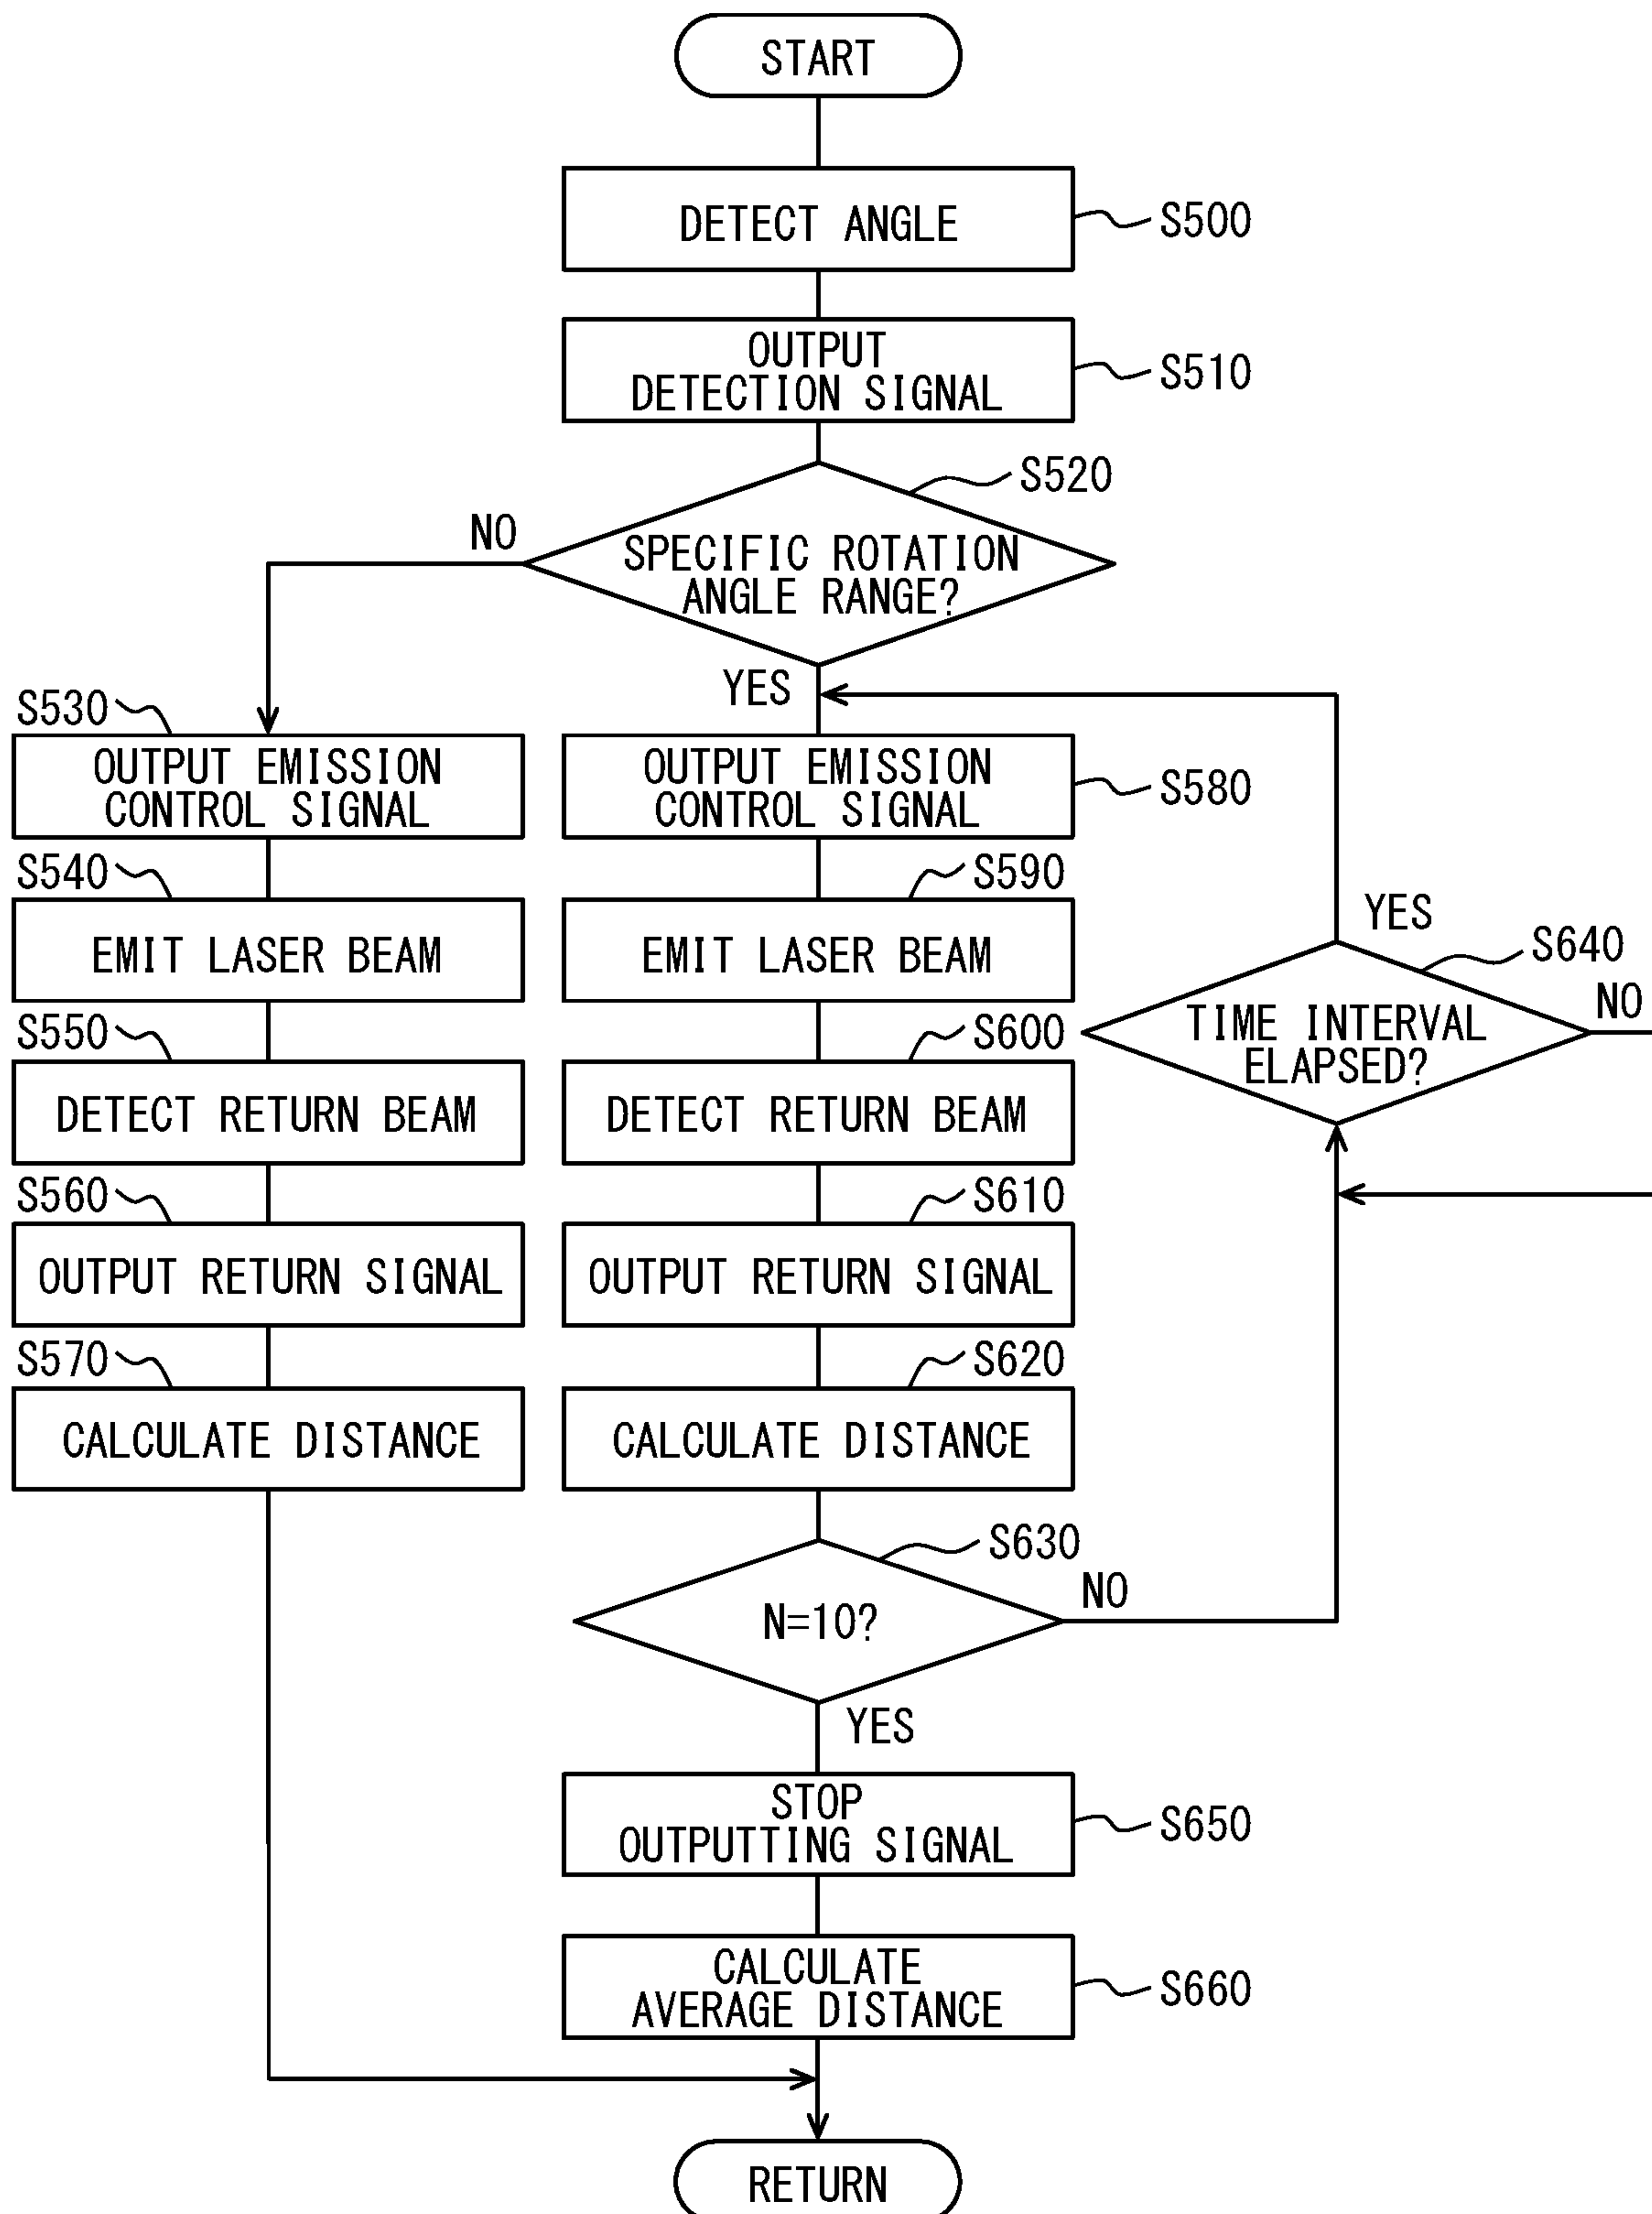 START
DETECT ANGLE
S500
OUTPUT
DETECTION SIGNAL
S510
S520
SPECIFIC ROTATION
ANGLE RANGE?
NO
YES
S530
OUTPUT EMISSION
CONTROL SIGNAL
S540
EMIT LASER BEAM
S550
DETECT RETURN BEAM
S560
OUTPUT RETURN SIGNAL
S570
CALCULATE DISTANCE
OUTPUT EMISSION
CONTROL SIGNAL
S580
S590
EMIT LASER BEAM
S600
DETECT RETURN BEAM
S610
OUTPUT RETURN SIGNAL
S620
CALCULATE DISTANCE
S630
N=10?
NO
YES
YES
S640
TIME INTERVAL
ELAPSED?
NO
STOP
OUTPUTTING SIGNAL
S650
CALCULATE
AVERAGE DISTANCE
S660
RETURN